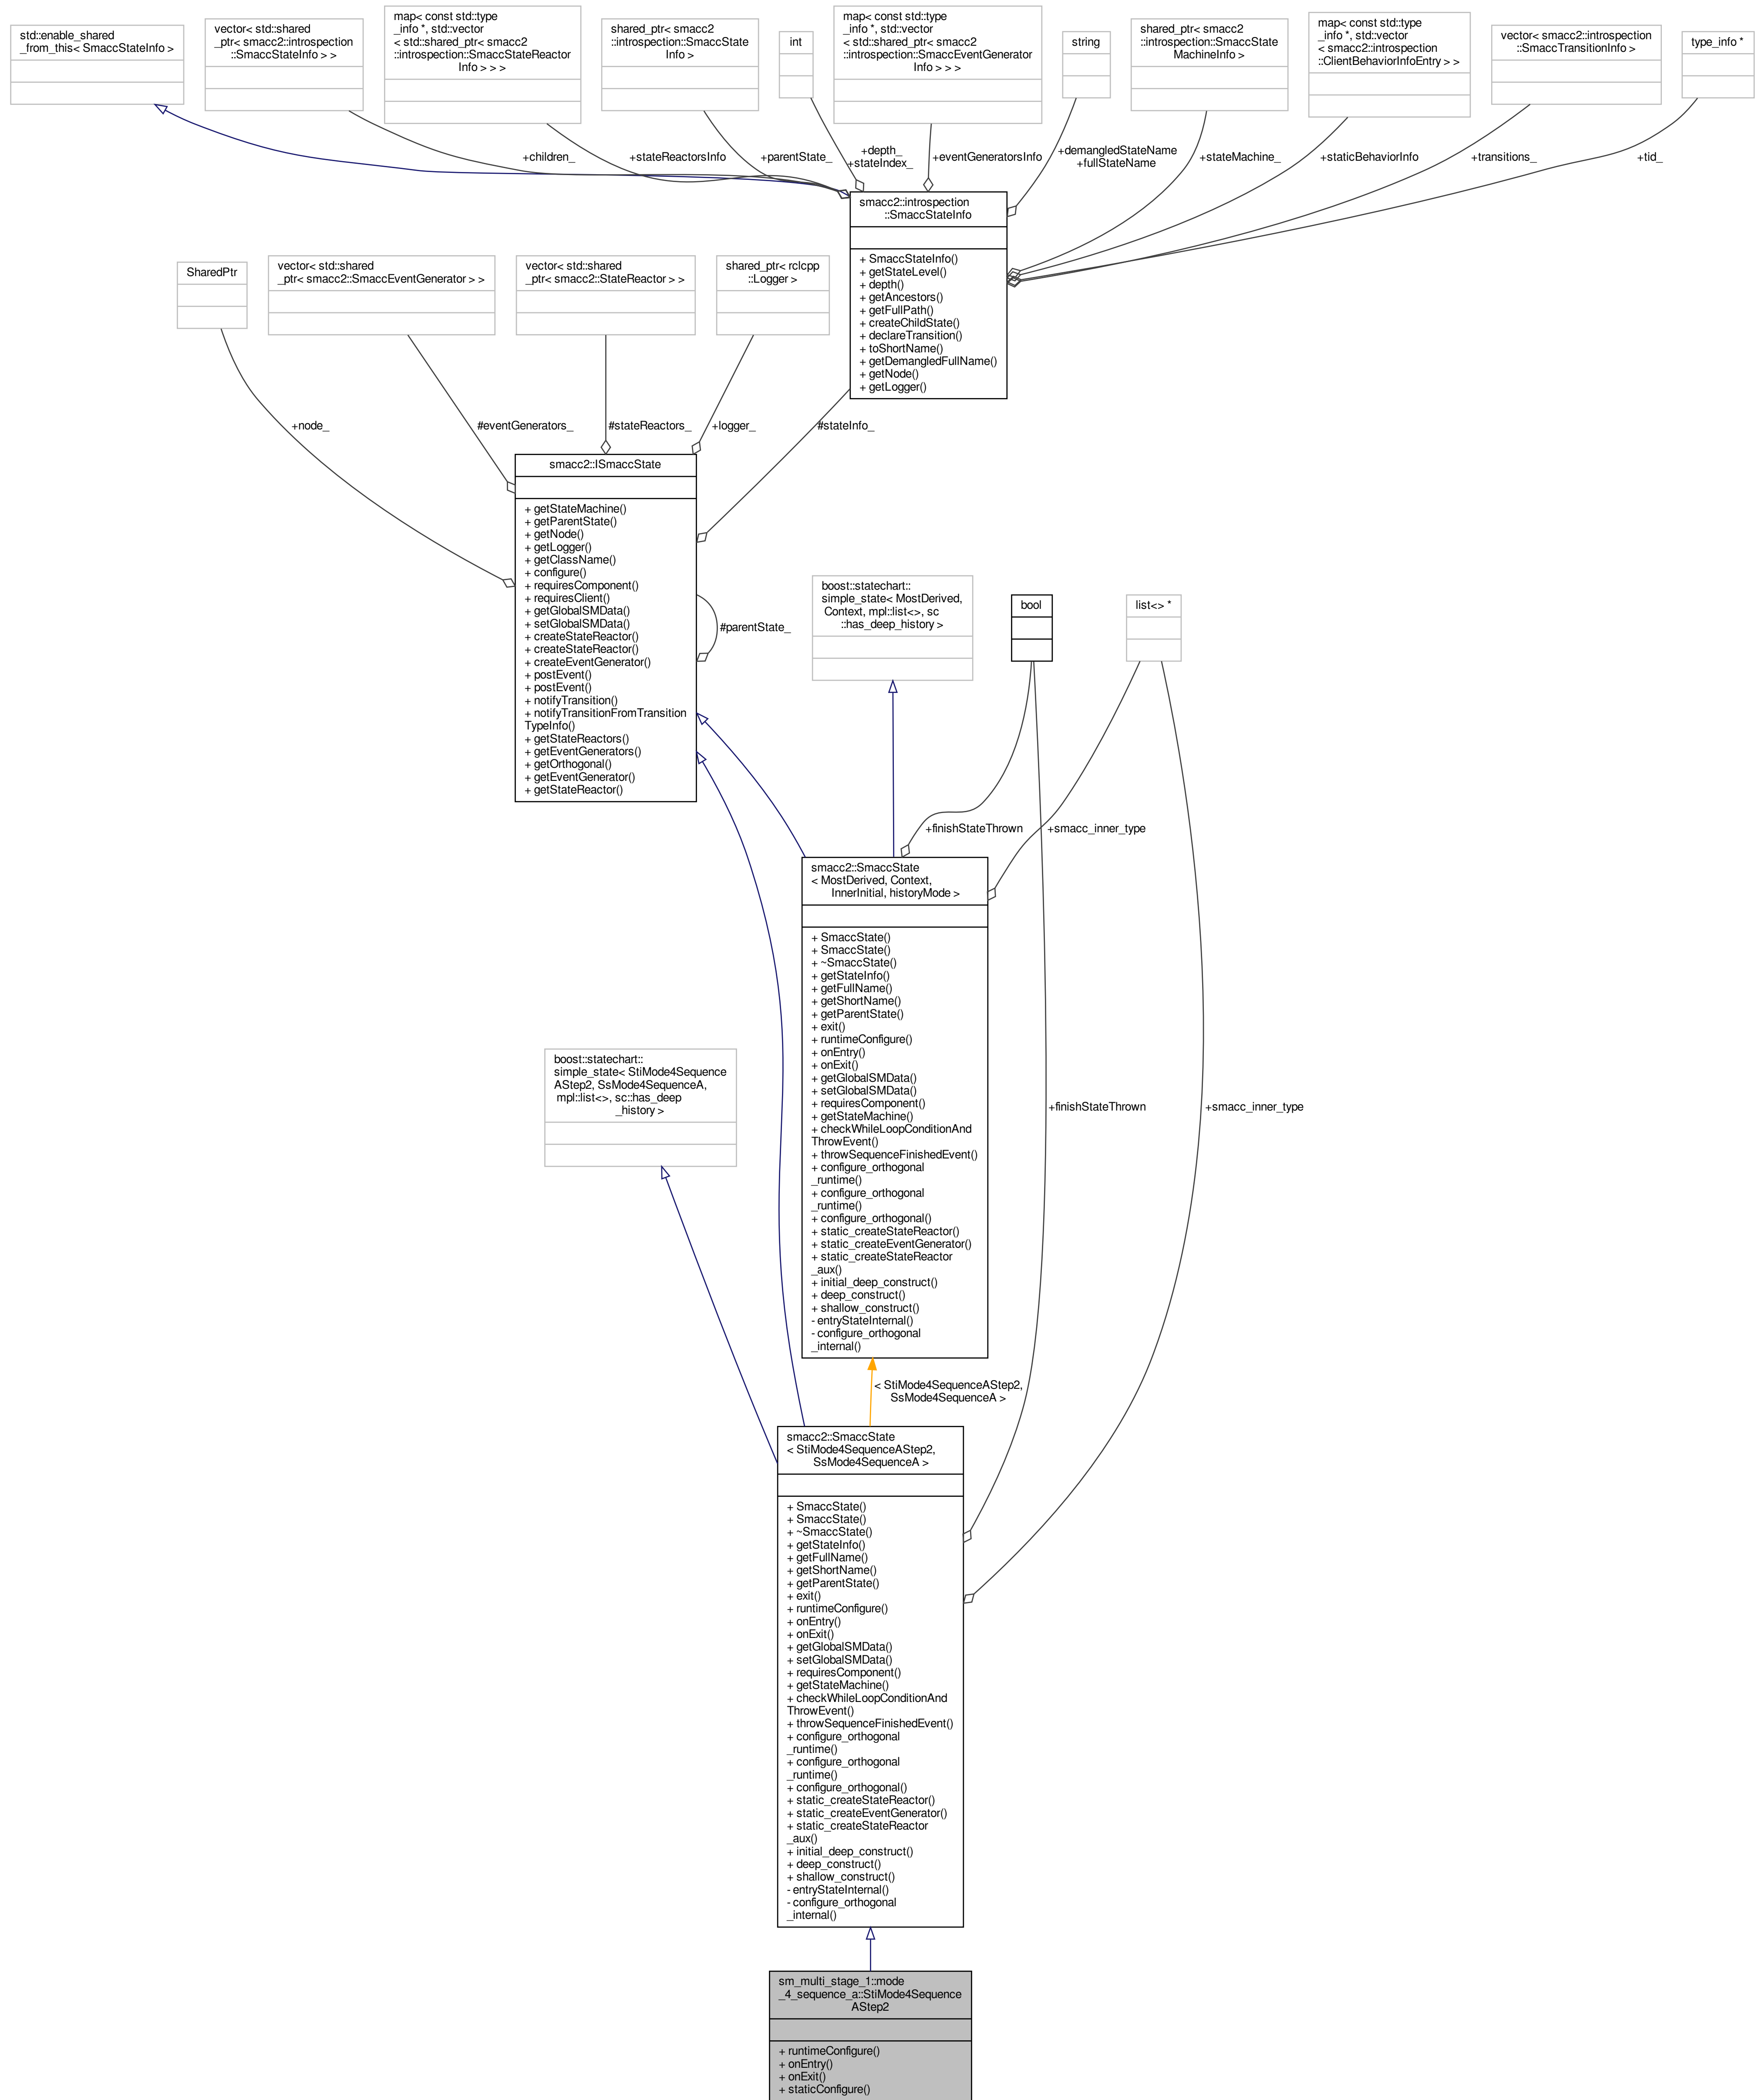 std::enable_shared
_from_this< SmaccStateInfo >
vector< std::shared
_ptr< smacc2::introspection
::SmaccStateInfo > >
map< const std::type
_info *, std::vector
< std::shared_ptr< smacc2
::introspection::SmaccStateReactor
Info > > >
shared_ptr< smacc2
::introspection::SmaccState
Info >
int
map< const std::type
_info *, std::vector
< std::shared_ptr< smacc2
::introspection::SmaccEventGenerator
Info > > >
string
shared_ptr< smacc2
::introspection::SmaccState
MachineInfo >
map< const std::type
_info *, std::vector
< smacc2::introspection
::ClientBehaviorInfoEntry > >
vector< smacc2::introspection
::SmaccTransitionInfo >
type_info *
+children_
+stateReactorsInfo
+parentState_
+depth_
+stateIndex_
+eventGeneratorsInfo
+demangledStateName
+fullStateName
+stateMachine_
+staticBehaviorInfo
+transitions_
+tid_
smacc2::introspection
::SmaccStateInfo
+ SmaccStateInfo()
+ getStateLevel()
+ depth()
+ getAncestors()
+ getFullPath()
+ createChildState()
+ declareTransition()
+ toShortName()
+ getDemangledFullName()
+ getNode()
+ getLogger()
SharedPtr
vector< std::shared
_ptr< smacc2::SmaccEventGenerator > >
vector< std::shared
_ptr< smacc2::StateReactor > >
shared_ptr< rclcpp
::Logger >
+node_
#eventGenerators_
#stateReactors_
+logger_
#stateInfo_
smacc2::ISmaccState
+ getStateMachine()
+ getParentState()
+ getNode()
+ getLogger()
+ getClassName()
+ configure()
+ requiresComponent()
+ requiresClient()
+ getGlobalSMData()
+ setGlobalSMData()
+ createStateReactor()
+ createStateReactor()
+ createEventGenerator()
+ postEvent()
+ postEvent()
+ notifyTransition()
+ notifyTransitionFromTransition
TypeInfo()
+ getStateReactors()
+ getEventGenerators()
+ getOrthogonal()
+ getEventGenerator()
+ getStateReactor()
#parentState_
boost::statechart::
simple_state< MostDerived,
Context, mpl::list<>, sc
::has_deep_history >
bool
list<> *
+finishStateThrown
+smacc_inner_type
smacc2::SmaccState
< MostDerived, Context,
InnerInitial, historyMode >
+ SmaccState()
+ SmaccState()
+ ~SmaccState()
+ getStateInfo()
+ getFullName()
+ getShortName()
+ getParentState()
+ exit()
+ runtimeConfigure()
+ onEntry()
+ onExit()
+ getGlobalSMData()
+ setGlobalSMData()
+ requiresComponent()
+ getStateMachine()
+ checkWhileLoopConditionAnd
ThrowEvent()
+ throwSequenceFinishedEvent()
+ configure_orthogonal
_runtime()
+ configure_orthogonal
_runtime()
+ configure_orthogonal()
+ static_createStateReactor()
+ static_createEventGenerator()
+ static_createStateReactor
_aux()
+ initial_deep_construct()
+ deep_construct()
+ shallow_construct()
- entryStateInternal()
- configure_orthogonal
_internal()
boost::statechart::
simple_state< StiMode4Sequence
AStep2, SsMode4SequenceA,
mpl::list<>, sc::has_deep
_history >
+finishStateThrown
+smacc_inner_type
< StiMode4SequenceAStep2,
SsMode4SequenceA >
smacc2::SmaccState
< StiMode4SequenceAStep2,
SsMode4SequenceA >
+ SmaccState()
+ SmaccState()
+ ~SmaccState()
+ getStateInfo()
+ getFullName()
+ getShortName()
+ getParentState()
+ exit()
+ runtimeConfigure()
+ onEntry()
+ onExit()
+ getGlobalSMData()
+ setGlobalSMData()
+ requiresComponent()
+ getStateMachine()
+ checkWhileLoopConditionAnd
ThrowEvent()
+ throwSequenceFinishedEvent()
+ configure_orthogonal
_runtime()
+ configure_orthogonal
_runtime()
+ configure_orthogonal()
+ static_createStateReactor()
+ static_createEventGenerator()
+ static_createStateReactor
_aux()
+ initial_deep_construct()
+ deep_construct()
+ shallow_construct()
- entryStateInternal()
- configure_orthogonal
_internal()
sm_multi_stage_1::mode
_4_sequence_a::StiMode4Sequence
AStep2
+ runtimeConfigure()
+ onEntry()
+ onExit()
+ staticConfigure()